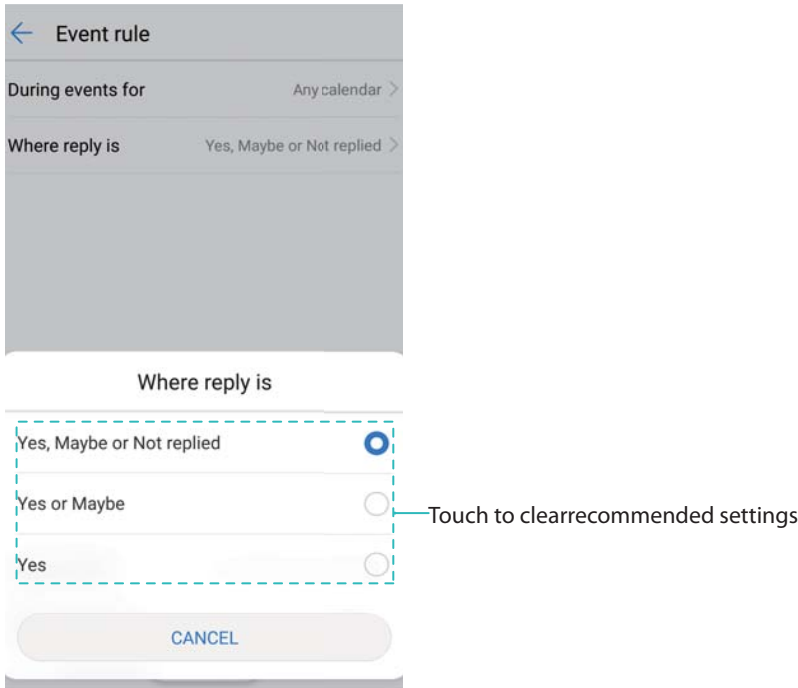 Event rule
During events for Any calendar
Where reply is Yes, Maybe or Not replied
Where reply is
Yes, Maybe or Not replied
Yes or Maybe
Touch to clearrecommended settings
Yes
CANCEL